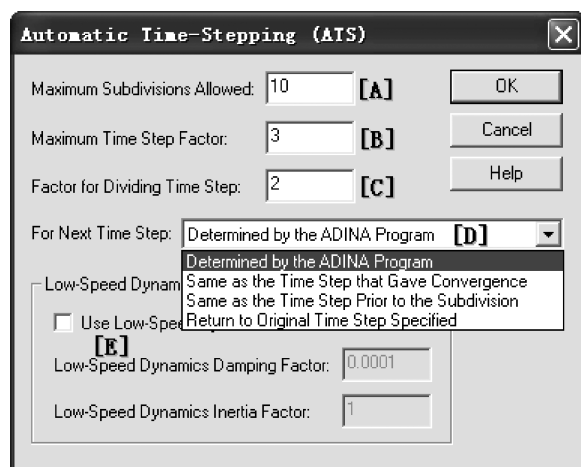 Automatic Time-Stepping (ATS)
Maximum Subdivisions Allowed: 10 [A] OK
Maximum Time Step Factor: 3 [B] Cancel
Factor for Dividing Time Step: 2 [C] Help
For Next Time Step: Determined by the ADINA Program [D]
Determined by the ADINA Program
Same as the Time Step that Gave Convergence
Same as the Time Step Prior to the Subdivision
Return to Original Time Step Specified
Low-Speed Dynam
Use Low-Spee
[E]
Low-Speed Dynamics Damping Factor: 0.0001
Low-Speed Dynamics Inertia Factor: 1